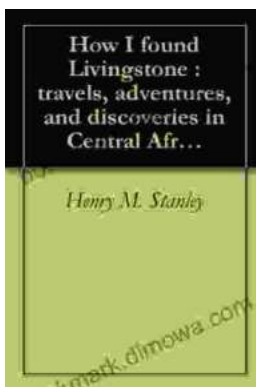 How I found
Livingstone :
travels, adventures,
and discoveries in
Central Afr...
Henry M. Stanley